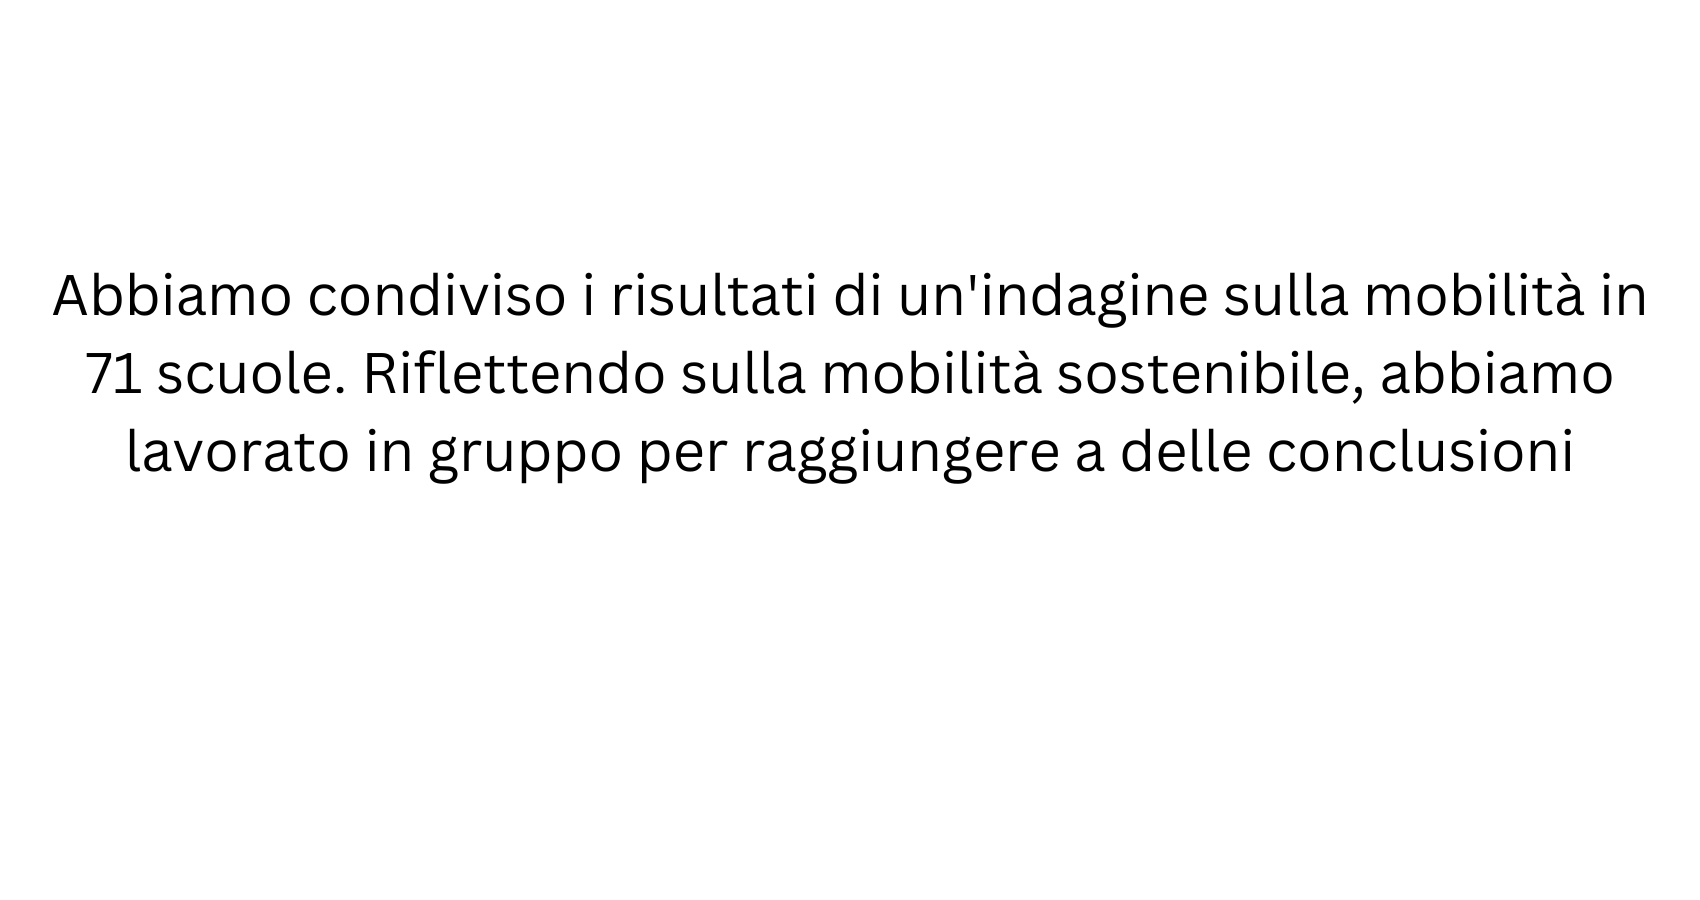 Abbiamo condiviso i risultati di un'indagine sulla mobilità in
71 scuole. Riflettendo sulla mobilità sostenibile, abbiamo
lavorato in gruppo per raggiungere a delle conclusioni